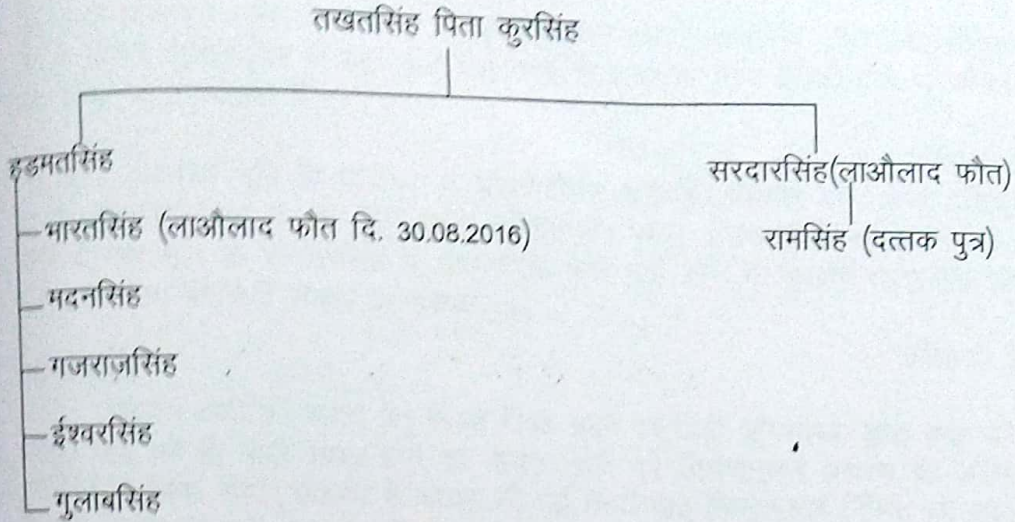 तखतसिंह पिता कुरसिंह
हडमतसिंह
सरदारसिंह(लाऔलाद फौत)
भारतसिंह (लाऔलाद फौत दि. 30.08.2016)
रामसिंह (दत्तक पुत्र)
मदनसिंह
गजराजसिंह
ईश्वरसिंह
गुलाबसिंह